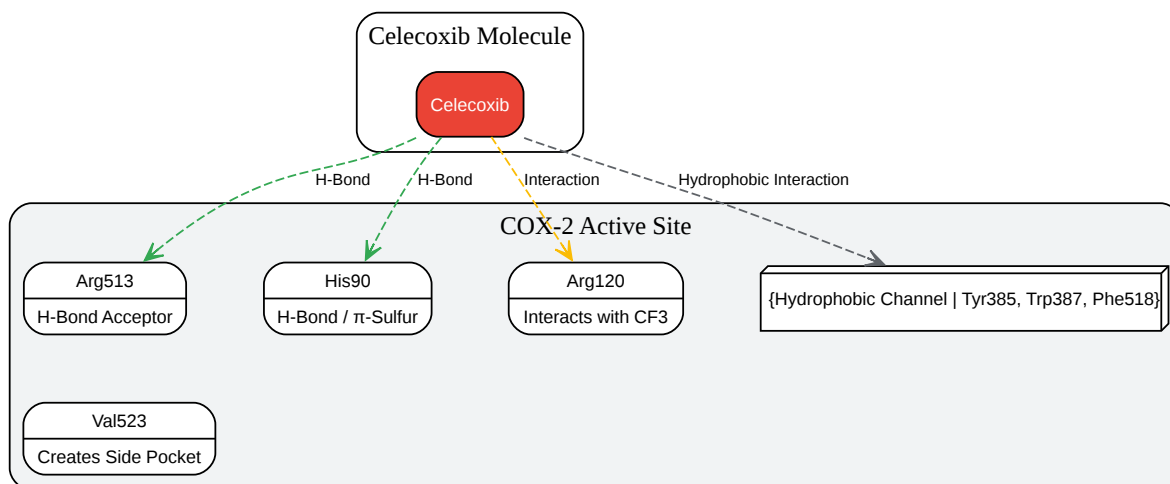 Celecoxib Molecule
Celecoxib
H-Bond
H-Bond
Interaction
Hydrophobic Interaction
COX-2 Active Site
Arg513
H-Bond Acceptor
His90
H-Bond / π-Sulfur
Arg120
Interacts with CF3
{Hydrophobic Channel | Tyr385, Trp387, Phe518}
Val523
Creates Side Pocket